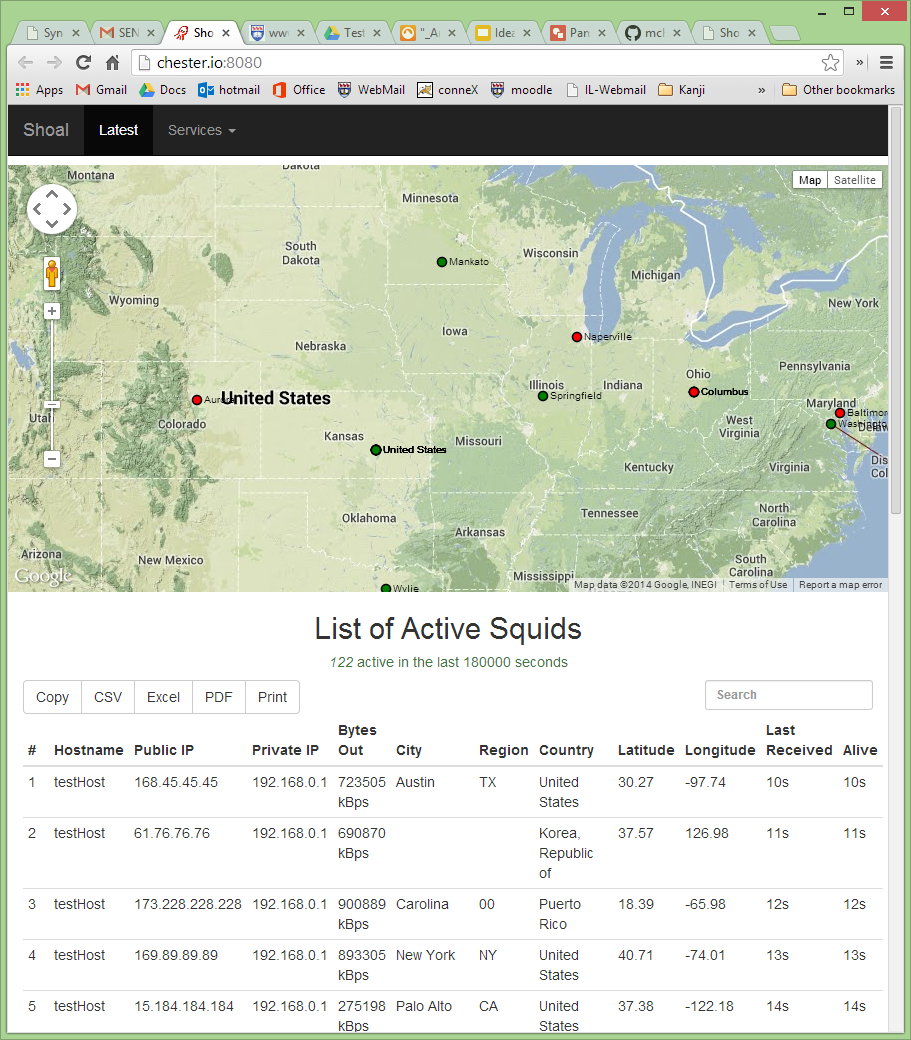 Syn
SEN
Sho
www
Test
"_Ar
Idea
Pan
mcl
Sho
chester.io:8080
Apps Gmail Docs hotmail Office WebMail conneX moodle IL-Webmail Kanji » Other bookmarks
Shoal Latest Services
Map Satellite
Montana
Dakota
Minnesota
South
Dakota
Mankato
Wisconsin
Michigan
Wyoming
New York
Iowa
Naperville
Nebraska
Pennsylvania
Ohio
Illinois
Indiana
Columbus
Springfield
United States
Utah
Colorado
Maryland
Baltimore
Washington
Delaw
West
Virginia
Kansas
United States
Missouri
Dis
Col
Kentucky
Virginia
Oklahoma
Tennessee
North
Carolina
Arkansas
Arizona
New Mexico
South
Carolina
Mississippi
Wylie
Google
Map data ©2014 Google, INEGI Terms of Use Report a map error
List of Active Squids
122 active in the last 180000 seconds
Copy CSV Excel PDF Print Search
# Hostname Public IP Private IP Bytes Out City Region Country Latitude Longitude Last Received Alive
1 testHost 168.45.45.45 192.168.0.1 723505 kBps Austin TX United States 30.27 -97.74 10s 10s
2 testHost 61.76.76.76 192.168.0.1 690870 kBps Korea, Republic of 37.57 126.98 11s 11s
3 testHost 173.228.228.228 192.168.0.1 900889 kBps Carolina 00 Puerto Rico 18.39 -65.98 12s 12s
4 testHost 169.89.89.89 192.168.0.1 893305 kBps New York NY United States 40.71 -74.01 13s 13s
5 testHost 15.184.184.184 192.168.0.1 275198 kBps Palo Alto CA United States 37.38 -122.18 14s 14s